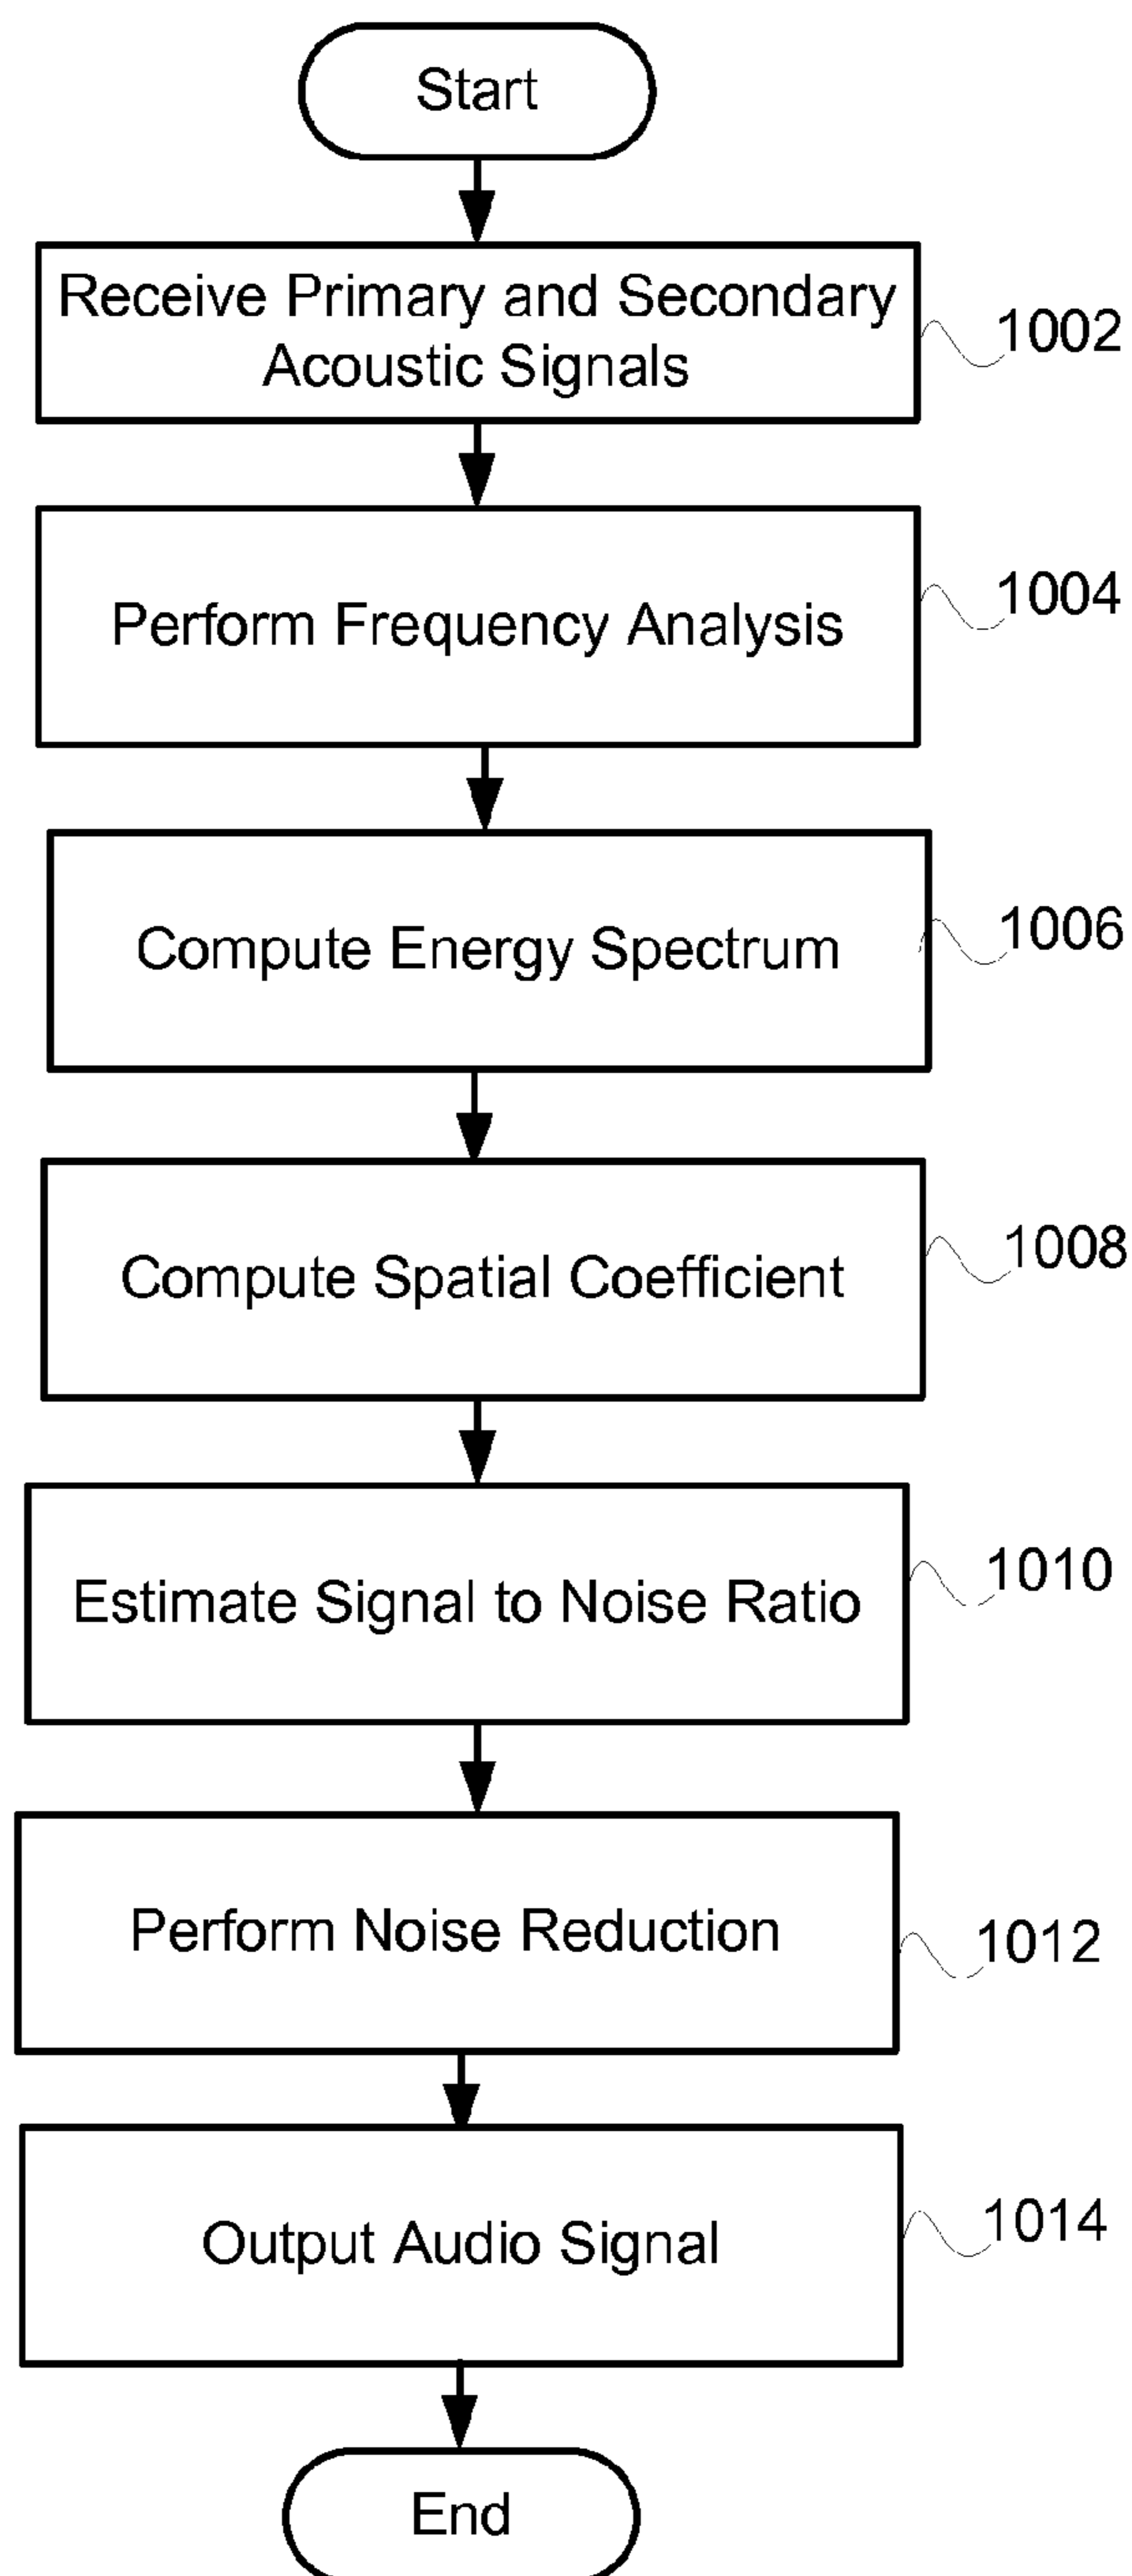 Start
Receive Primary and Secondary
Acoustic Signals
1002
Perform Frequency Analysis
1004
Compute Energy Spectrum
1006
Compute Spatial Coefficient
1008
Estimate Signal to Noise Ratio
1010
Perform Noise Reduction
1012
Output Audio Signal
1014
End